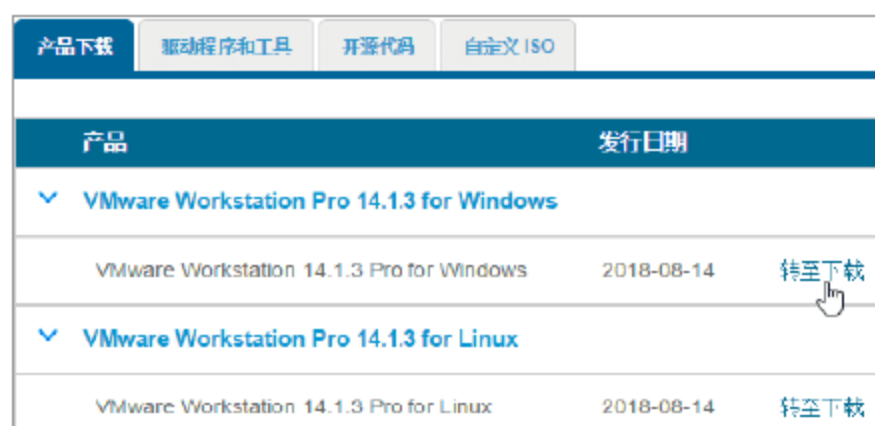 产品下载 驱动程序和工具 开源代码 自定义 ISO
产品 发行日期
VMware Workstation Pro 14.1.3 for Windows
VMware Workstation 14.1.3 Pro for Windows 2018-08-14 转至下载
VMware Workstation Pro 14.1.3 for Linux
VMware Workstation 14.1.3 Pro for Linux 2018-08-14 转至下载